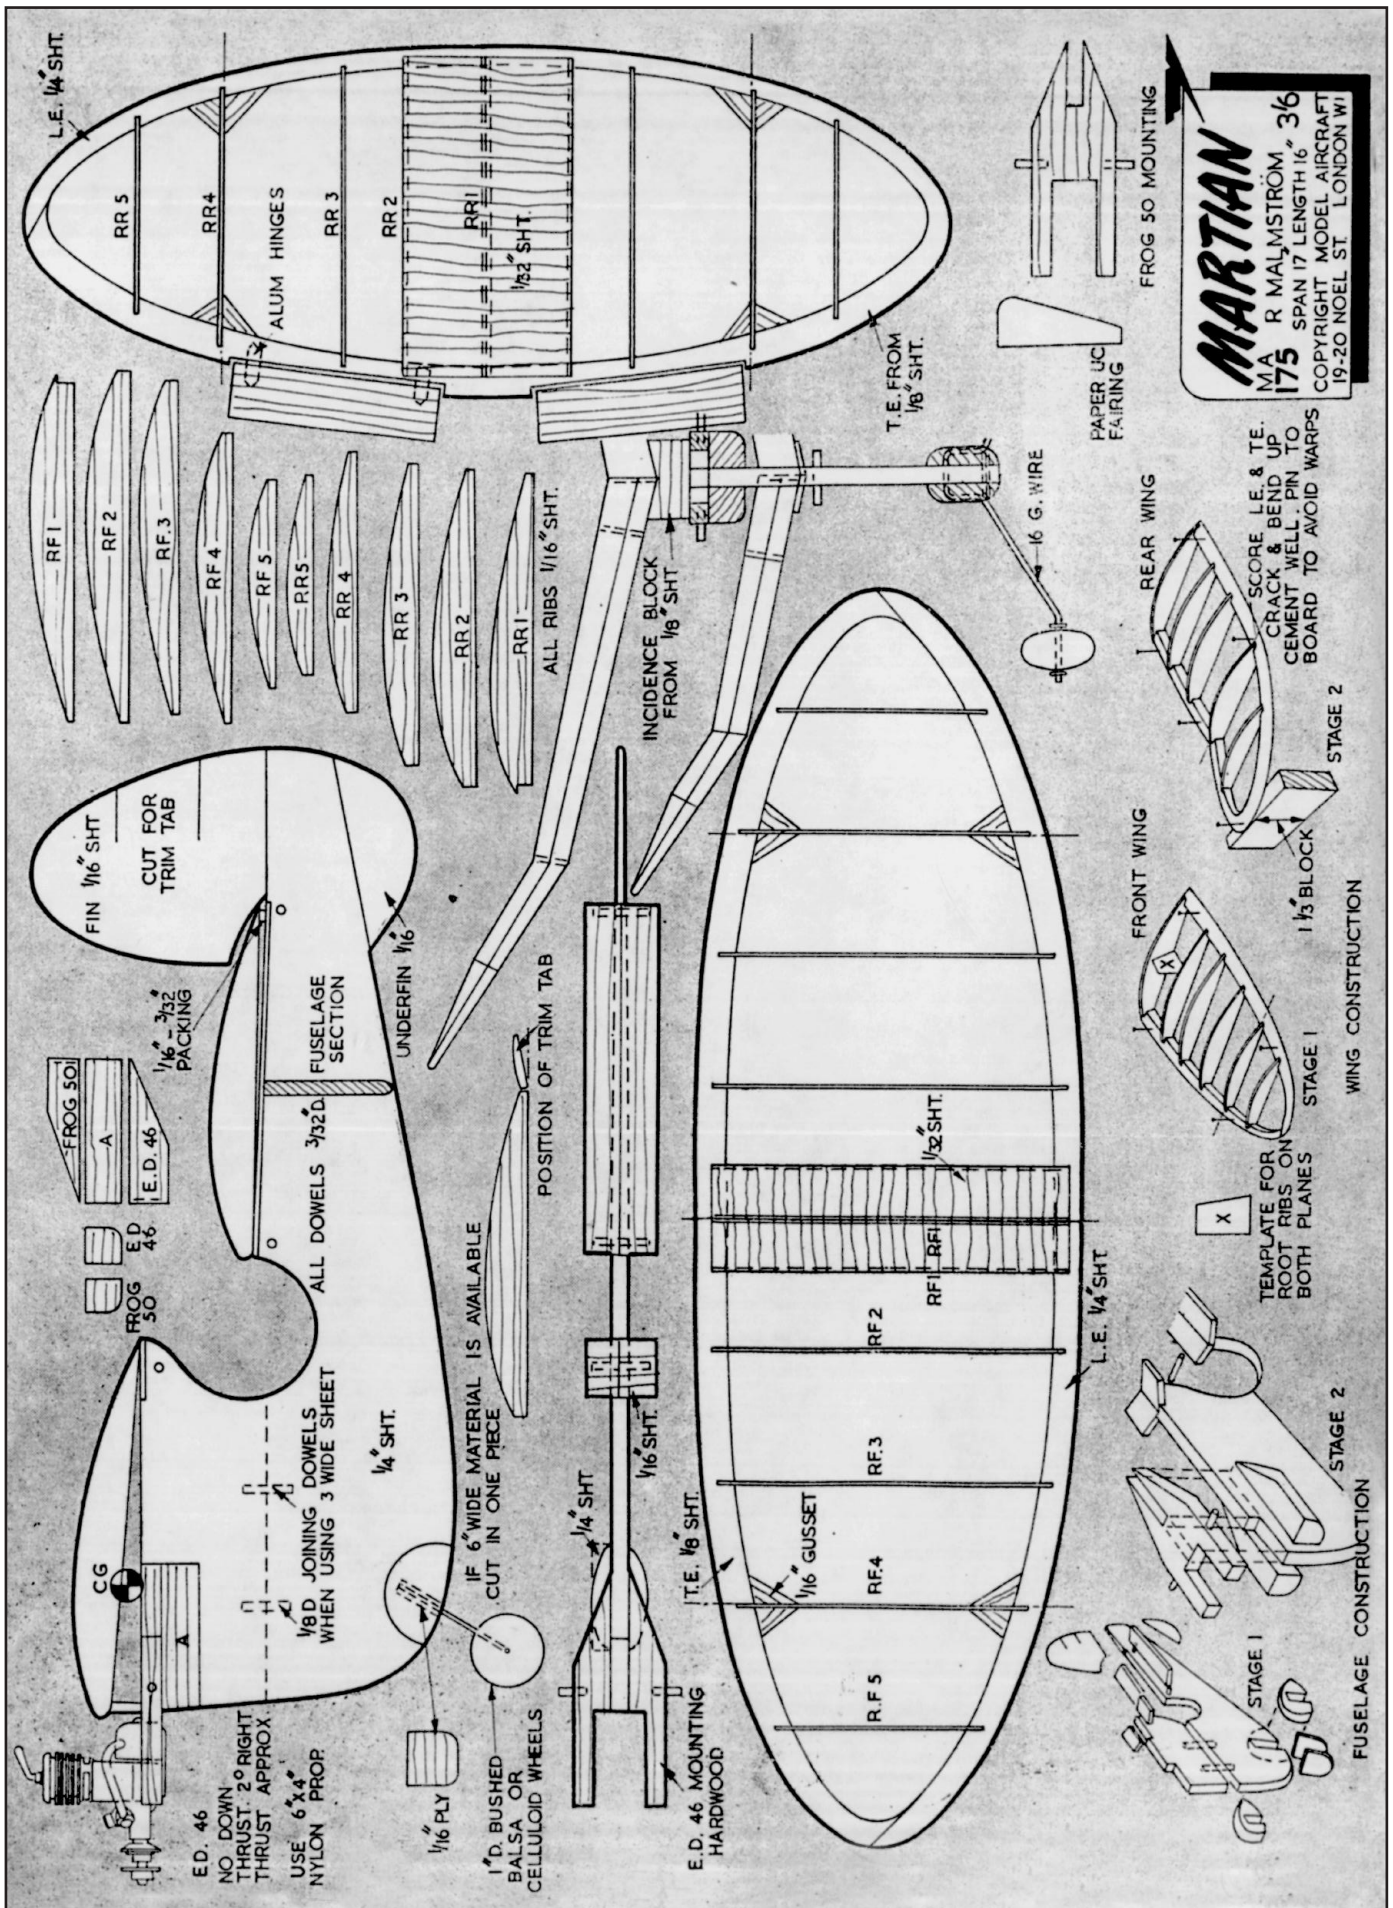 L.E. 1/4" SHT.
RR 5
RR4
ALUM HINGES
RR 3
RR 2
RR1
1/32" SHT.
T.E. FROM
1/8" SHT.
FROG 50 MOUNTING
PAPER UC
FAIRING
MARTIAN
MA
175
R MALMSTROM
3'6
SPAN 17 LENGTH 16"
COPYRIGHT MODEL AIRCRAFT
19-20 NOEL ST. LONDON W1
RF 1
RF 2
RF.3
RF 4
RF 5
RR5
RR 4
RR 3
RR 2
RR1
ALL RIBS 1/16" SHT.
INCIDENCE BLOCK
FROM 1/8" SHT
16 G. WIRE
REAR WING
SCORE L.E. & T.E.
CRACK & BEND UP
CEMENT WELL. PIN TO
BOARD TO AVOID WARPS
STAGE 2
1 1/3" BLOCK
FRONT WING
X
STAGE I
WING CONSTRUCTION
X
TEMPLATE FOR
ROOT RIBS ON
BOTH PLANES
FIN 1/16" SHT
CUT FOR
TRIM TAB
1/16" - 3/32"
PACKING
UNDERFIN 1/16"
FUSELAGE
SECTION
ALL DOWELS 3/32"D.
FROG 50
A
E.D. 46
E D
46
FROG
50
POSITION OF TRIM TAB
CG
A
1/8 D JOINING DOWELS
WHEN USING 3 WIDE SHEET
1/4" SHT.
IF 6" WIDE MATERIAL IS AVAILABLE
CUT IN ONE PIECE
E.D. 46
NO DOWN
THRUST. 2° RIGHT
THRUST APPROX
USE 6"x4"
NYLON PROP.
1/16" PLY
1"D. BUSHED
BALSA OR
CELLULOID WHEELS
1/4" SHT
1/16" SHT.
E.D. 46 MOUNTING
HARDWOOD
T.E. 1/8" SHT.
1/16" GUSSET
R.F 5
RF.4
RF.3
RF 2
RF1
RF1
1/32" SHT.
L.E. 1/4" SHT.
STAGE I
STAGE 2
FUSELAGE CONSTRUCTION